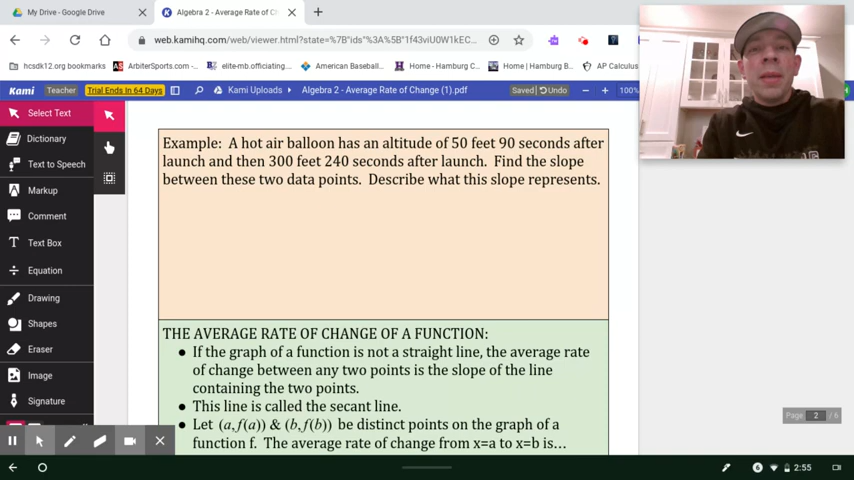 My Drive - Google Drive
Algebra 2 - Average Rate of Ch
web.kamihq.com/web/viewer.html?state=%7B"ids"%3A%5B"1f43viU0W1kEC...
hcsdk12.org bookmarks
AS ArbiterSports.com -...
elite-mb.officiating...
American Baseball...
H Home - Hamburg C...
Home | Hamburg B...
AP Calculus
Kami
Teacher
Trial Ends In 64 Days
Kami Uploads
Algebra 2 - Average Rate of Change (1).pdf
Saved
Undo
100%
Select Text
Dictionary
Text to Speech
Markup
Comment
T Text Box
Equation
Drawing
Shapes
Eraser
Image
Signature
Example: A hot air balloon has an altitude of 50 feet 90 seconds after
launch and then 300 feet 240 seconds after launch. Find the slope
between these two data points. Describe what this slope represents.
THE AVERAGE RATE OF CHANGE OF A FUNCTION:
● If the graph of a function is not a straight line, the average rate
of change between any two points is the slope of the line
containing the two points.
● This line is called the secant line.
● Let (a, f(a)) & (b, f(b)) be distinct points on the graph of a
function f. The average rate of change from x=a to x=b is...
Page 2 / 6
6
2:55